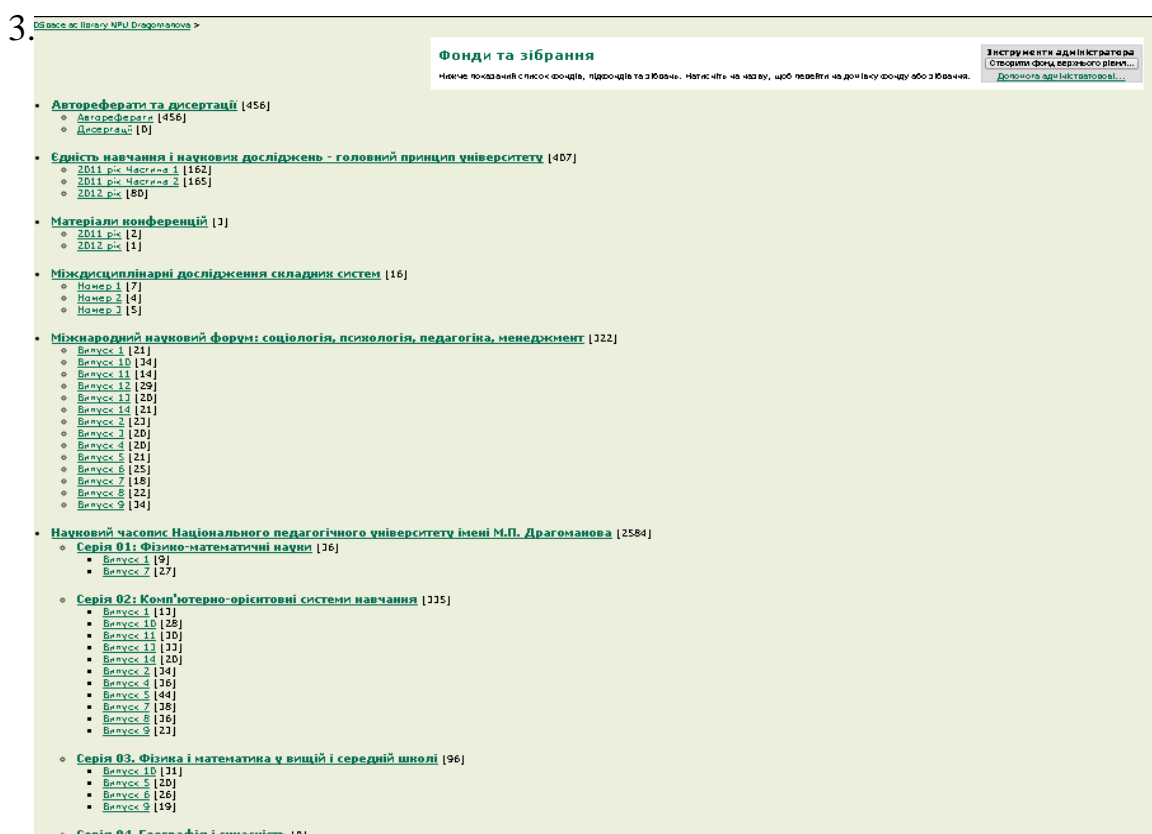 3.
DSpace at library NPU Dragomanova >
Фонди та зібрання
Нижче показаний список фондів, підфондів та зібрань. Натисніть на назву, щоб перейти на домівку фонду або зібрання.
Інструменти адміністратора
Створити фонд верхнього рівня...
Допомога адміністраторові...
Автореферати та дисертації [456]
Автореферати [456]
Дисертації [0]
Єдність навчання і наукових досліджень - головний принцип університету [407]
2011 рік Частина 1 [162]
2011 рік Частина 2 [165]
2012 рік [80]
Матеріали конференцій [3]
2011 рік [2]
2012 рік [1]
Міждисциплінарні дослідження складних систем [16]
Номер 1 [7]
Номер 2 [4]
Номер 3 [5]
Міжнародний науковий форум: соціологія, психологія, педагогіка, менеджмент [322]
Випуск 1 [21]
Випуск 10 [34]
Випуск 11 [14]
Випуск 12 [29]
Випуск 13 [20]
Випуск 14 [21]
Випуск 2 [23]
Випуск 3 [20]
Випуск 4 [20]
Випуск 5 [21]
Випуск 6 [25]
Випуск 7 [18]
Випуск 8 [22]
Випуск 9 [34]
Науковий часопис Національного педагогічного університету імені М.П. Драгоманова [2584]
Серія 01: Фізико-математичні науки [36]
Випуск 1 [9]
Випуск 7 [27]
Серія 02: Комп'ютерно-орієнтовні системи навчання [335]
Випуск 1 [13]
Випуск 10 [28]
Випуск 11 [30]
Випуск 13 [33]
Випуск 14 [20]
Випуск 2 [34]
Випуск 4 [36]
Випуск 5 [44]
Випуск 7 [38]
Випуск 8 [36]
Випуск 9 [23]
Серія 03. Фізика і математика у вищій і середній школі [96]
Випуск 10 [31]
Випуск 5 [20]
Випуск 6 [26]
Випуск 9 [19]